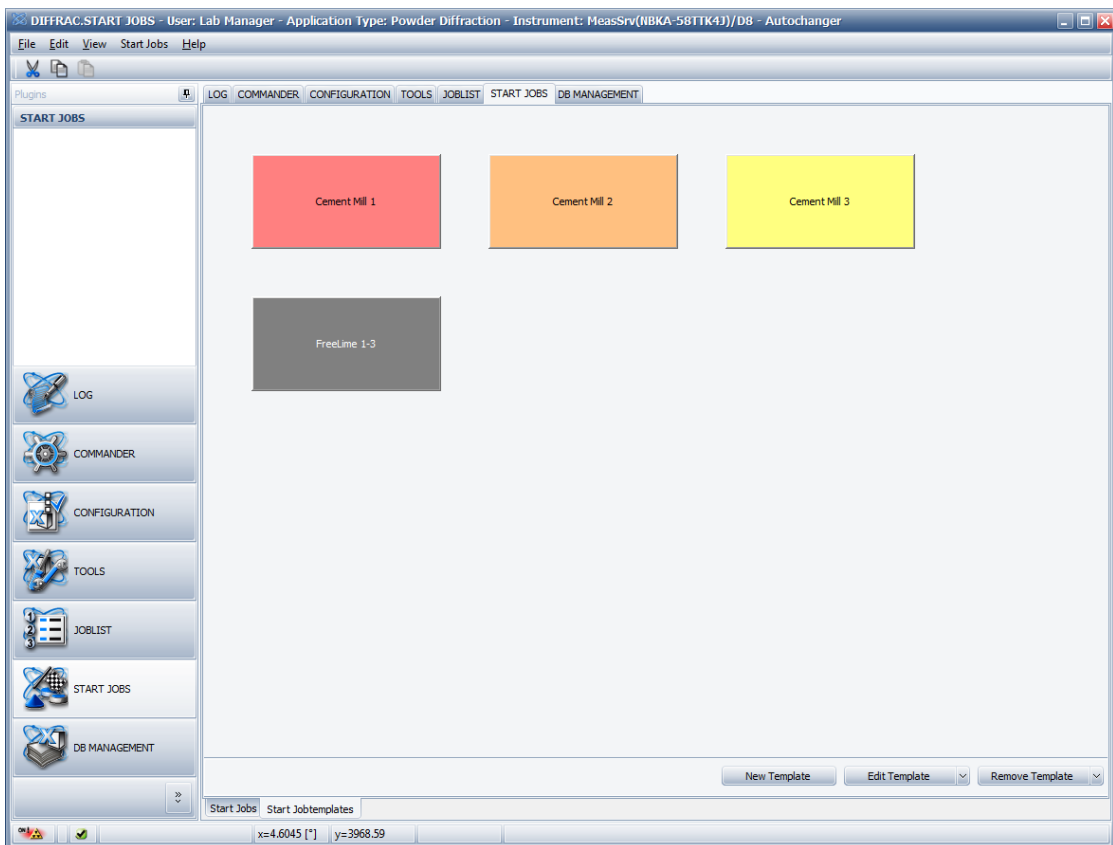 DIFFRAC.START JOBS - User: Lab Manager - Application Type: Powder Diffraction - Instrument: MeasSrv(NBKA-58TTK4J)/D8 - Autochanger
File Edit View Start Jobs Help
Plugins
LOG COMMANDER CONFIGURATION TOOLS JOBLIST START JOBS DB MANAGEMENT
START JOBS
Cement Mill 1 Cement Mill 2 Cement Mill 3
FreeLime 1-3
LOG
COMMANDER
CONFIGURATION
TOOLS
JOBLIST
START JOBS
DB MANAGEMENT
New Template Edit Template Remove Template
Start Jobs Start Jobtemplates
ON x=4.6045 [°] y=3968.59